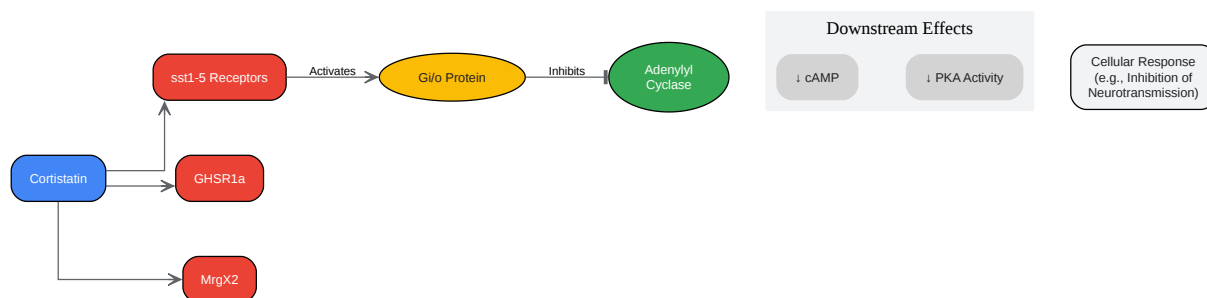 Downstream Effects
sst1-5 Receptors
Activates
Gi/o Protein
Inhibits
Adenylyl
Cyclase
↓ cAMP
↓ PKA Activity
Cellular Response
(e.g., Inhibition of
Neurotransmission)
Cortistatin
GHSR1a
MrgX2